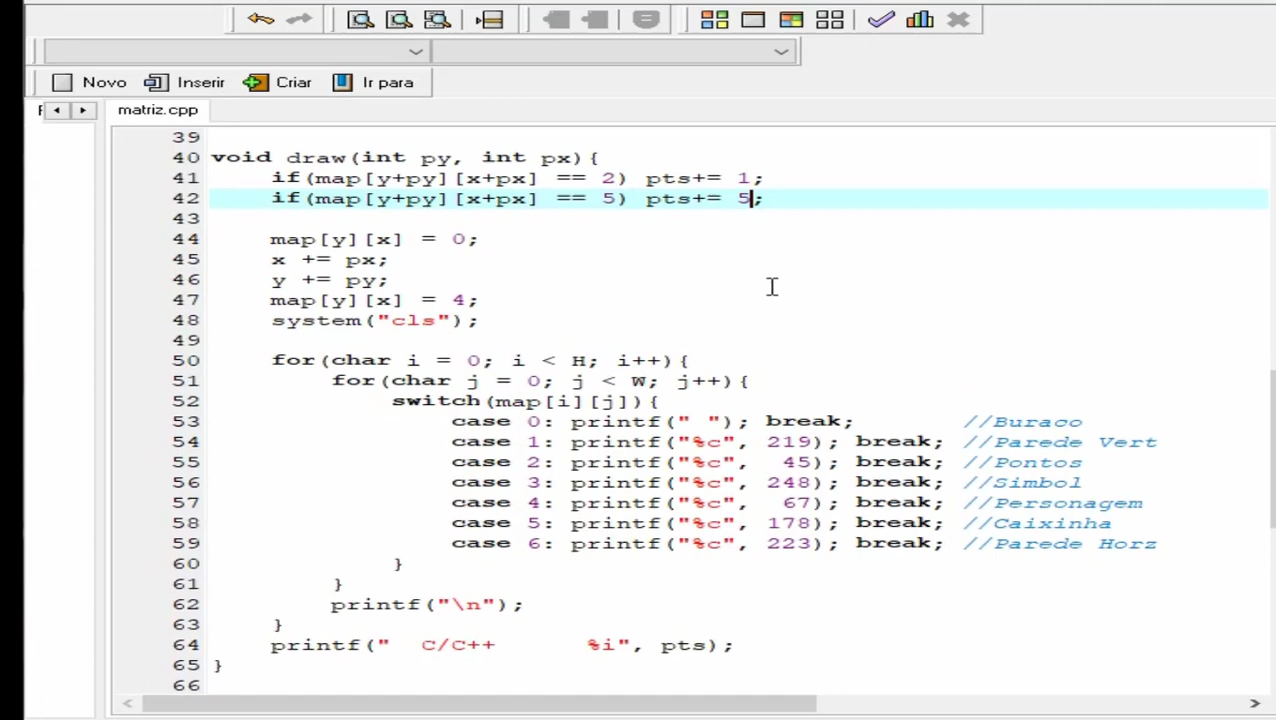 Novo Inserir Criar Ir para
matriz.cpp
39
40 void draw(int py, int px){
41     if(map[y+py][x+px] == 2) pts+= 1;
42     if(map[y+py][x+px] == 5) pts+= 5;
43
44     map[y][x] = 0;
45     x += px;
46     y += py;
47     map[y][x] = 4;
48     system("cls");
49
50     for(char i = 0; i < H; i++){
51         for(char j = 0; j < W; j++){
52             switch(map[i][j]){
53                 case 0: printf(" "); break;       //Buraco
54                 case 1: printf("%c", 219); break; //Parede Vert
55                 case 2: printf("%c",  45); break; //Pontos
56                 case 3: printf("%c", 248); break; //Simbol
57                 case 4: printf("%c",  67); break; //Personagem
58                 case 5: printf("%c", 178); break; //Caixinha
59                 case 6: printf("%c", 223); break; //Parede Horz
60             }
61         }
62         printf("\n");
63     }
64     printf("  C/C++      %i", pts);
65 }
66